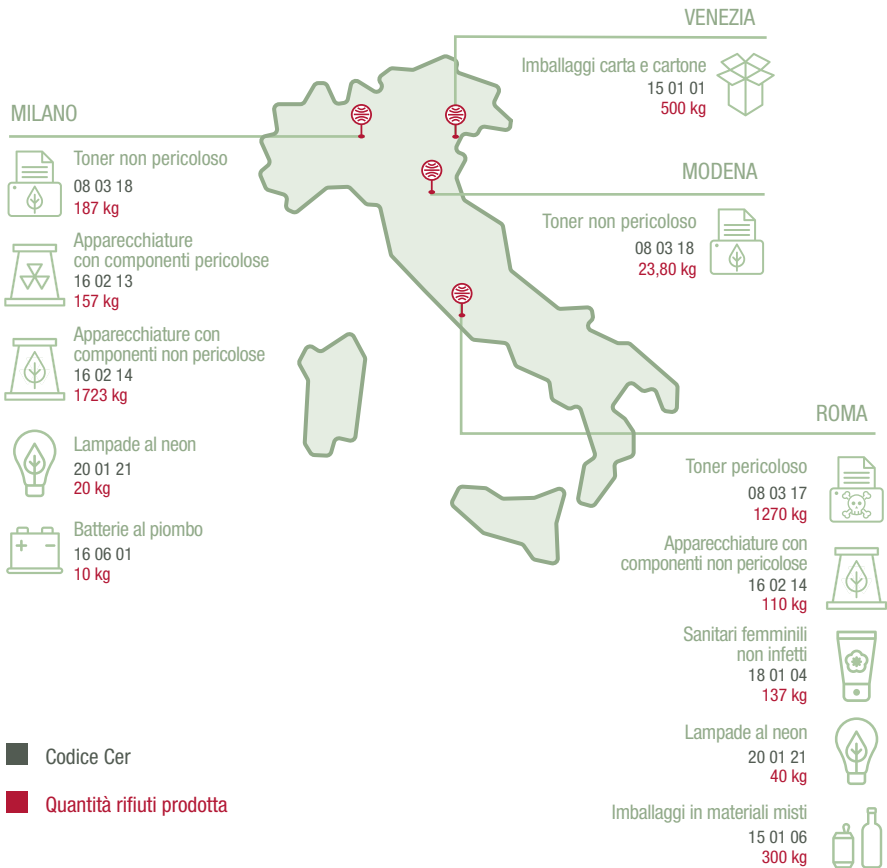 VENEZIA
Imballaggi carta e cartone
15 01 01
500 kg
MILANO
Toner non pericoloso
08 03 18
187 kg
Apparecchiature
con componenti pericolose
16 02 13
157 kg
Apparecchiature con
componenti non pericolose
16 02 14
1723 kg
Lampade al neon
20 01 21
20 kg
Batterie al piombo
16 06 01
10 kg
MODENA
Toner non pericoloso
08 03 18
23,80 kg
ROMA
Toner pericoloso
08 03 17
1270 kg
Apparecchiature con
componenti non pericolose
16 02 14
110 kg
Sanitari femminili
non infetti
18 01 04
137 kg
Lampade al neon
20 01 21
40 kg
Imballaggi in materiali misti
15 01 06
300 kg
Codice Cer
Quantità rifiuti prodotta